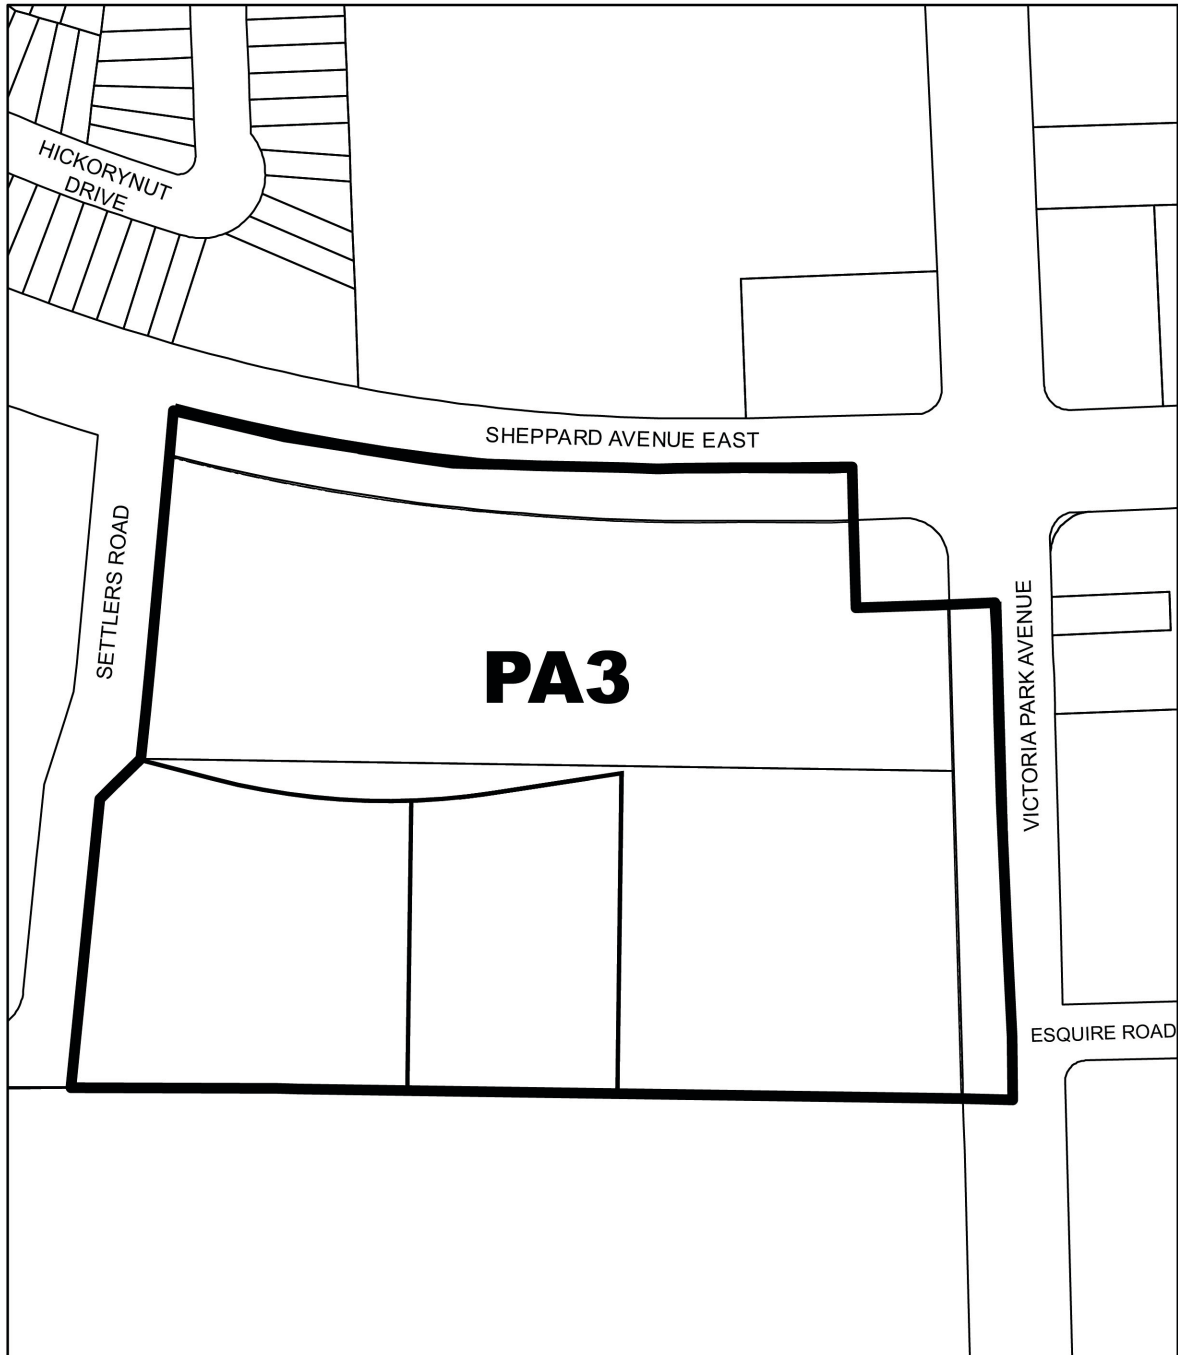 HICKORYNUT
DRIVE
SHEPPARD AVENUE EAST
SETTLERS ROAD
VICTORIA PARK AVENUE
PA3
ESQUIRE ROAD